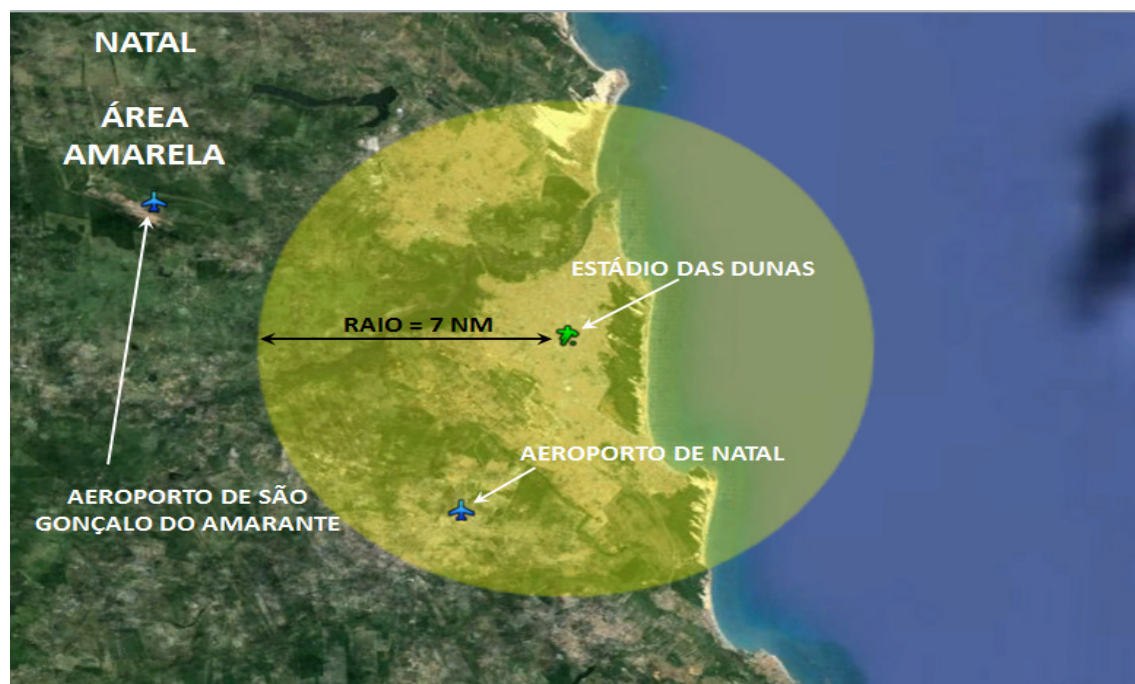 NATAL
ÁREA
AMARELA
ESTÁDIO DAS DUNAS
RAIO = 7 NM
AEROPORTO DE NATAL
AEROPORTO DE SÃO
GONÇALO DO AMARANTE